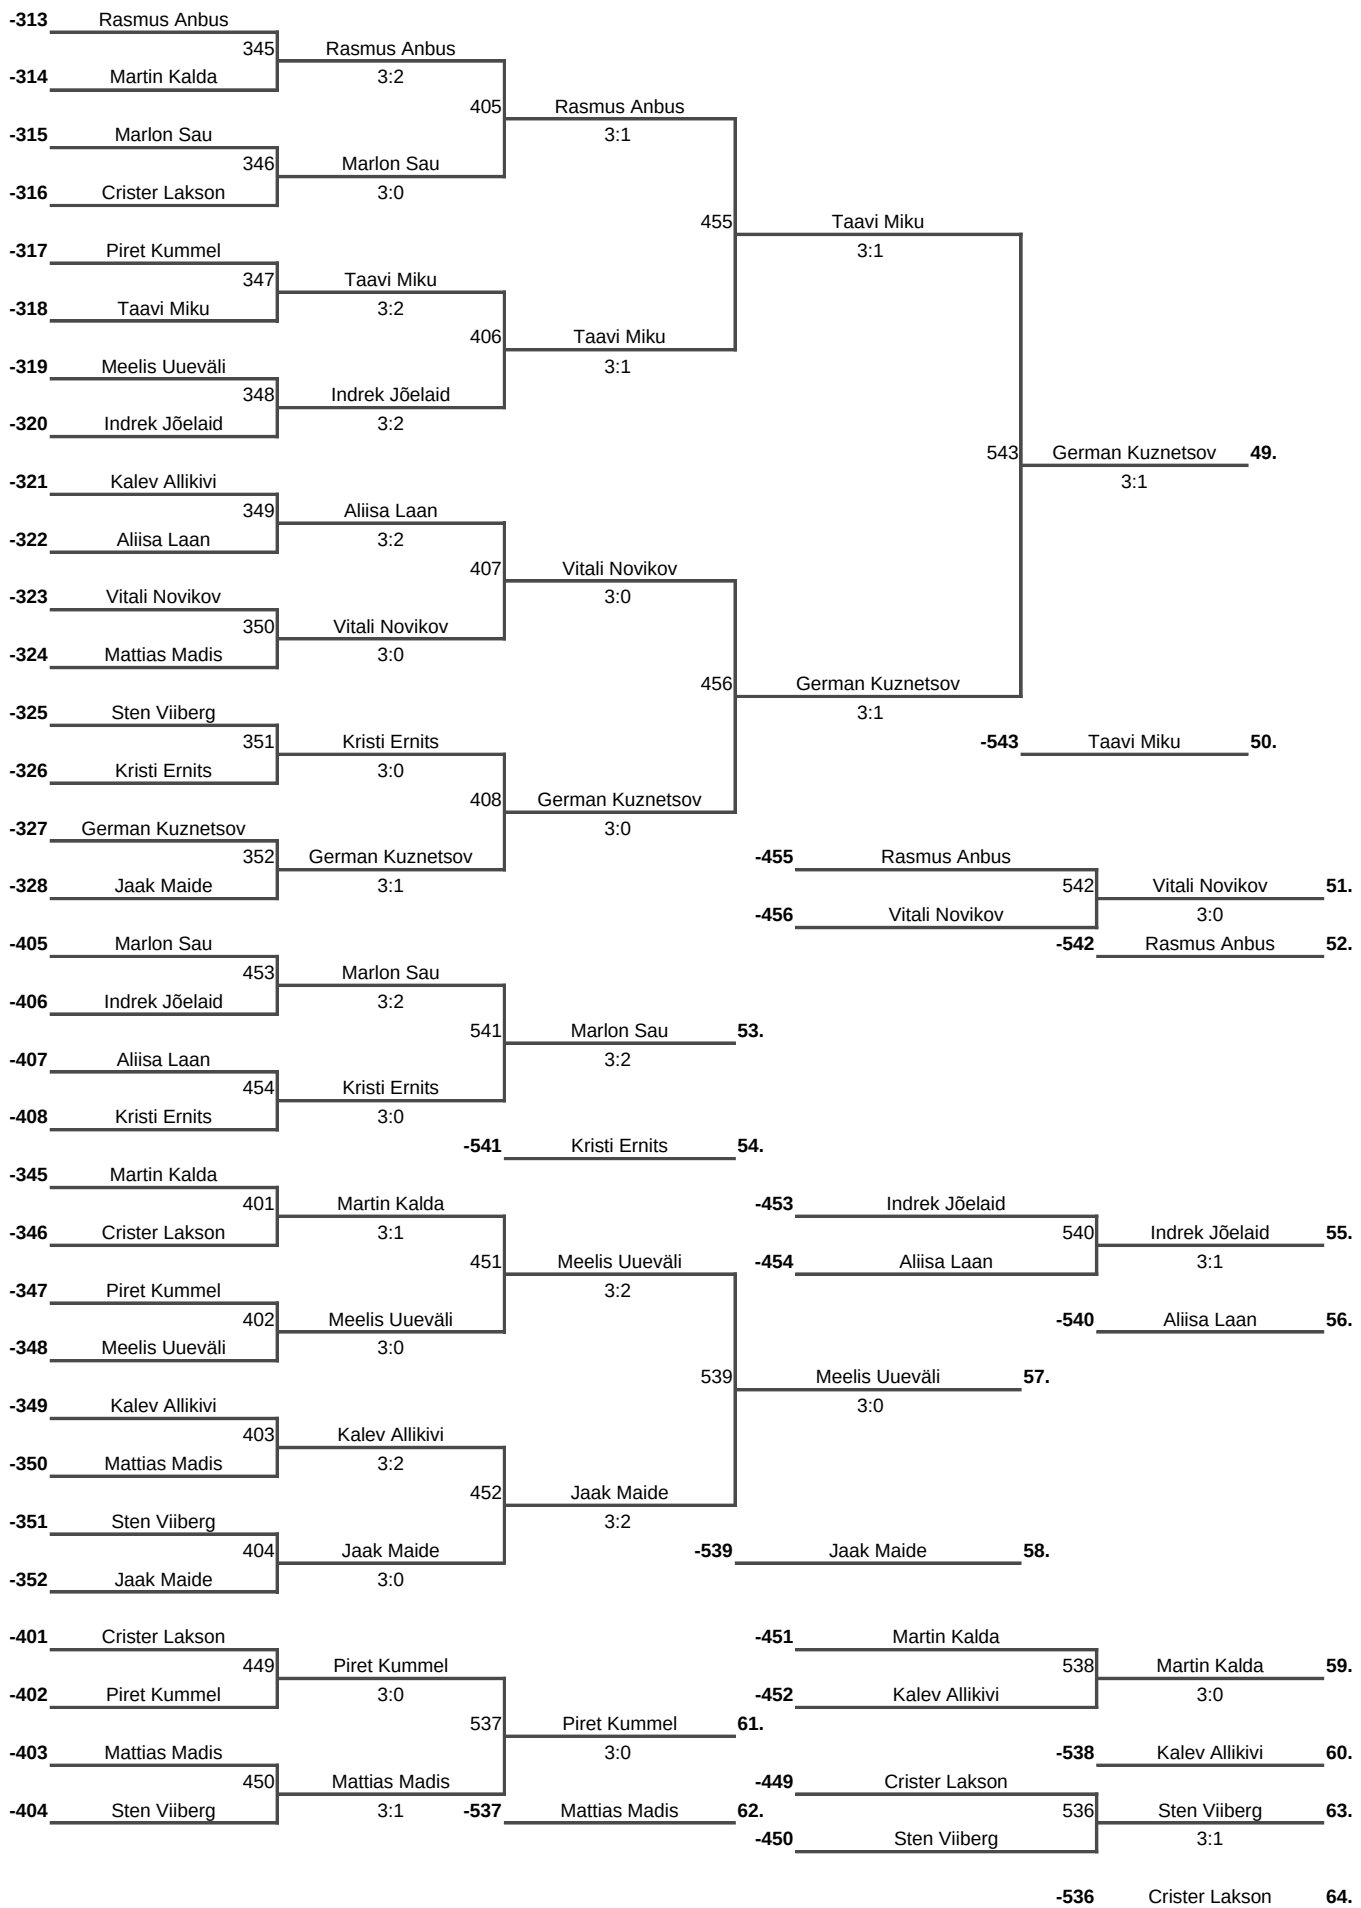 -313 Rasmus Anbus
345 Rasmus Anbus
-314 Martin Kalda 3:2
405 Rasmus Anbus
-315 Marlon Sau 3:1
346 Marlon Sau
-316 Crister Lakson 3:0
455 Taavi Miku
-317 Piret Kummel 3:1
347 Taavi Miku
-318 Taavi Miku 3:2
406 Taavi Miku
-319 Meelis Uueväli 3:1
348 Indrek Jõelaid
-320 Indrek Jõelaid 3:2
543 German Kuznetsov 49.
-321 Kalev Allikivi 3:1
349 Aliisa Laan
-322 Aliisa Laan 3:2
407 Vitali Novikov
-323 Vitali Novikov 3:0
350 Vitali Novikov
-324 Mattias Madis 3:0
456 German Kuznetsov
-325 Sten Viiberg 3:1
351 Kristi Ernits -543 Taavi Miku 50.
-326 Kristi Ernits 3:0
408 German Kuznetsov
-327 German Kuznetsov 3:0
352 German Kuznetsov -455 Rasmus Anbus
-328 Jaak Maide 3:1 542 Vitali Novikov 51.
-456 Vitali Novikov 3:0
-405 Marlon Sau -542 Rasmus Anbus 52.
453 Marlon Sau
-406 Indrek Jõelaid 3:2
541 Marlon Sau 53.
-407 Aliisa Laan 3:2
454 Kristi Ernits
-408 Kristi Ernits 3:0
-541 Kristi Ernits 54.
-345 Martin Kalda
401 Martin Kalda -453 Indrek Jõelaid
-346 Crister Lakson 3:1 540 Indrek Jõelaid 55.
451 Meelis Uueväli -454 Aliisa Laan 3:1
-347 Piret Kummel 3:2
402 Meelis Uueväli -540 Aliisa Laan 56.
-348 Meelis Uueväli 3:0
539 Meelis Uueväli 57.
-349 Kalev Allikivi 3:0
403 Kalev Allikivi
-350 Mattias Madis 3:2
452 Jaak Maide
-351 Sten Viiberg 3:2
404 Jaak Maide -539 Jaak Maide 58.
-352 Jaak Maide 3:0
-401 Crister Lakson -451 Martin Kalda
449 Piret Kummel 538 Martin Kalda 59.
-402 Piret Kummel 3:0 -452 Kalev Allikivi 3:0
537 Piret Kummel 61.
-403 Mattias Madis 3:0 -538 Kalev Allikivi 60.
450 Mattias Madis -449 Crister Lakson
-404 Sten Viiberg 3:1 -537 Mattias Madis 62. 536 Sten Viiberg 63.
-450 Sten Viiberg 3:1
-536 Crister Lakson 64.